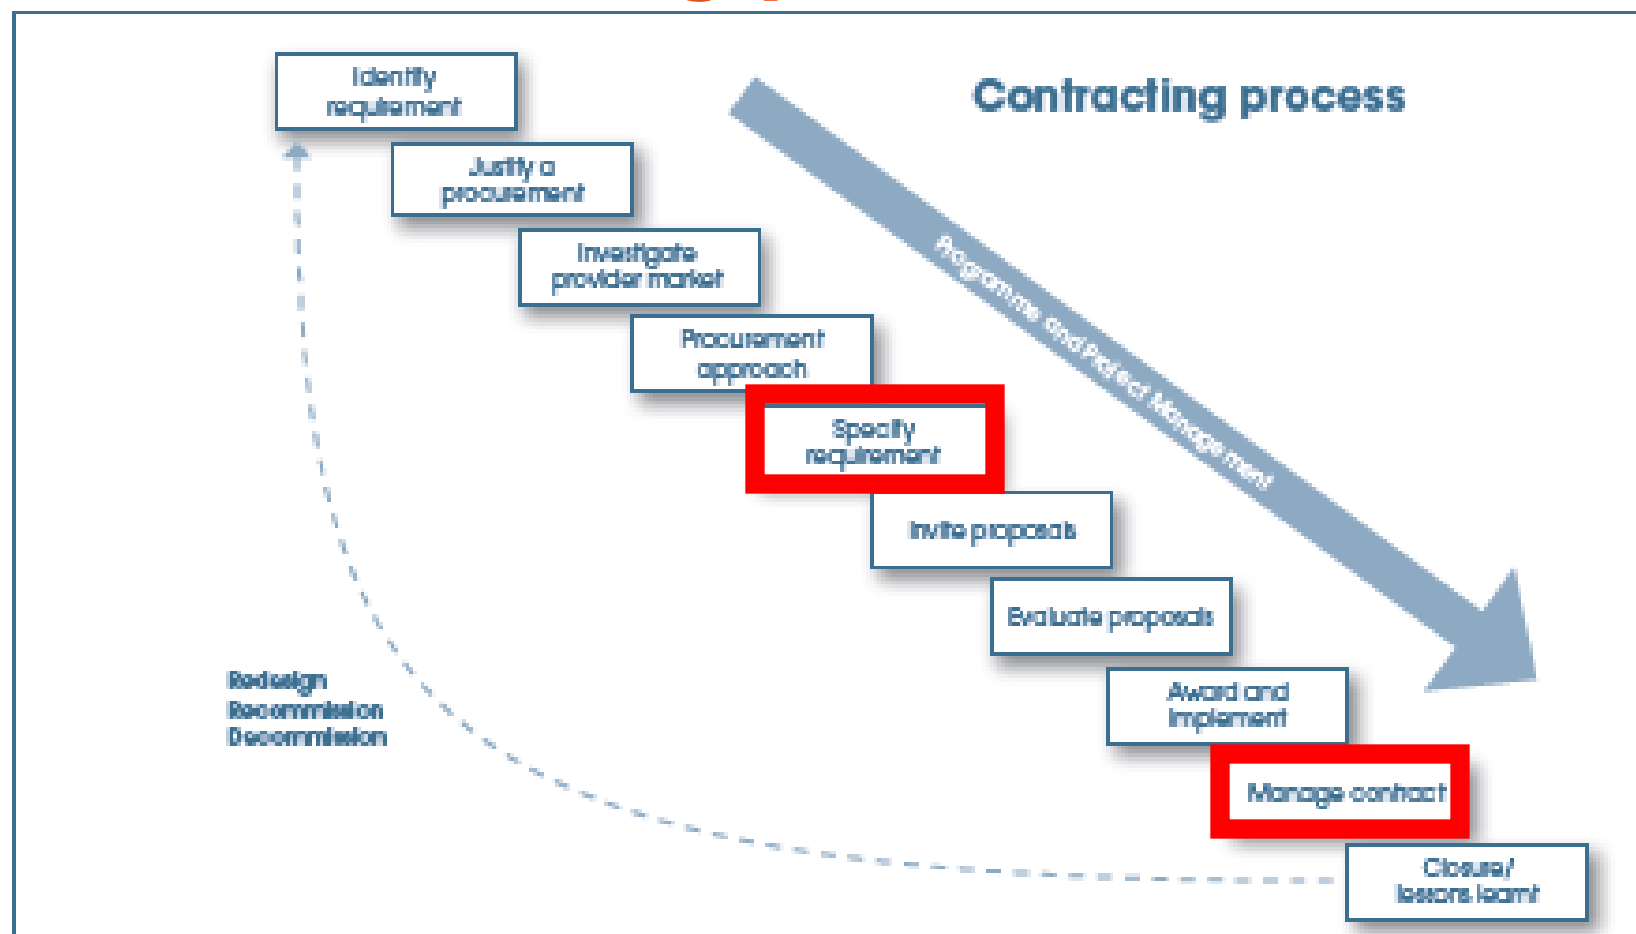 Contracting process
Identify
requirement
Justify a
procurement
Investigate
provider market
Procurement
approach
Specify
requirement
Invite proposals
Evaluate proposals
Award and
implement
Manage contract
Closure/
lessons learnt
Programme and Project Management
Redesign
Recommission
Decommission